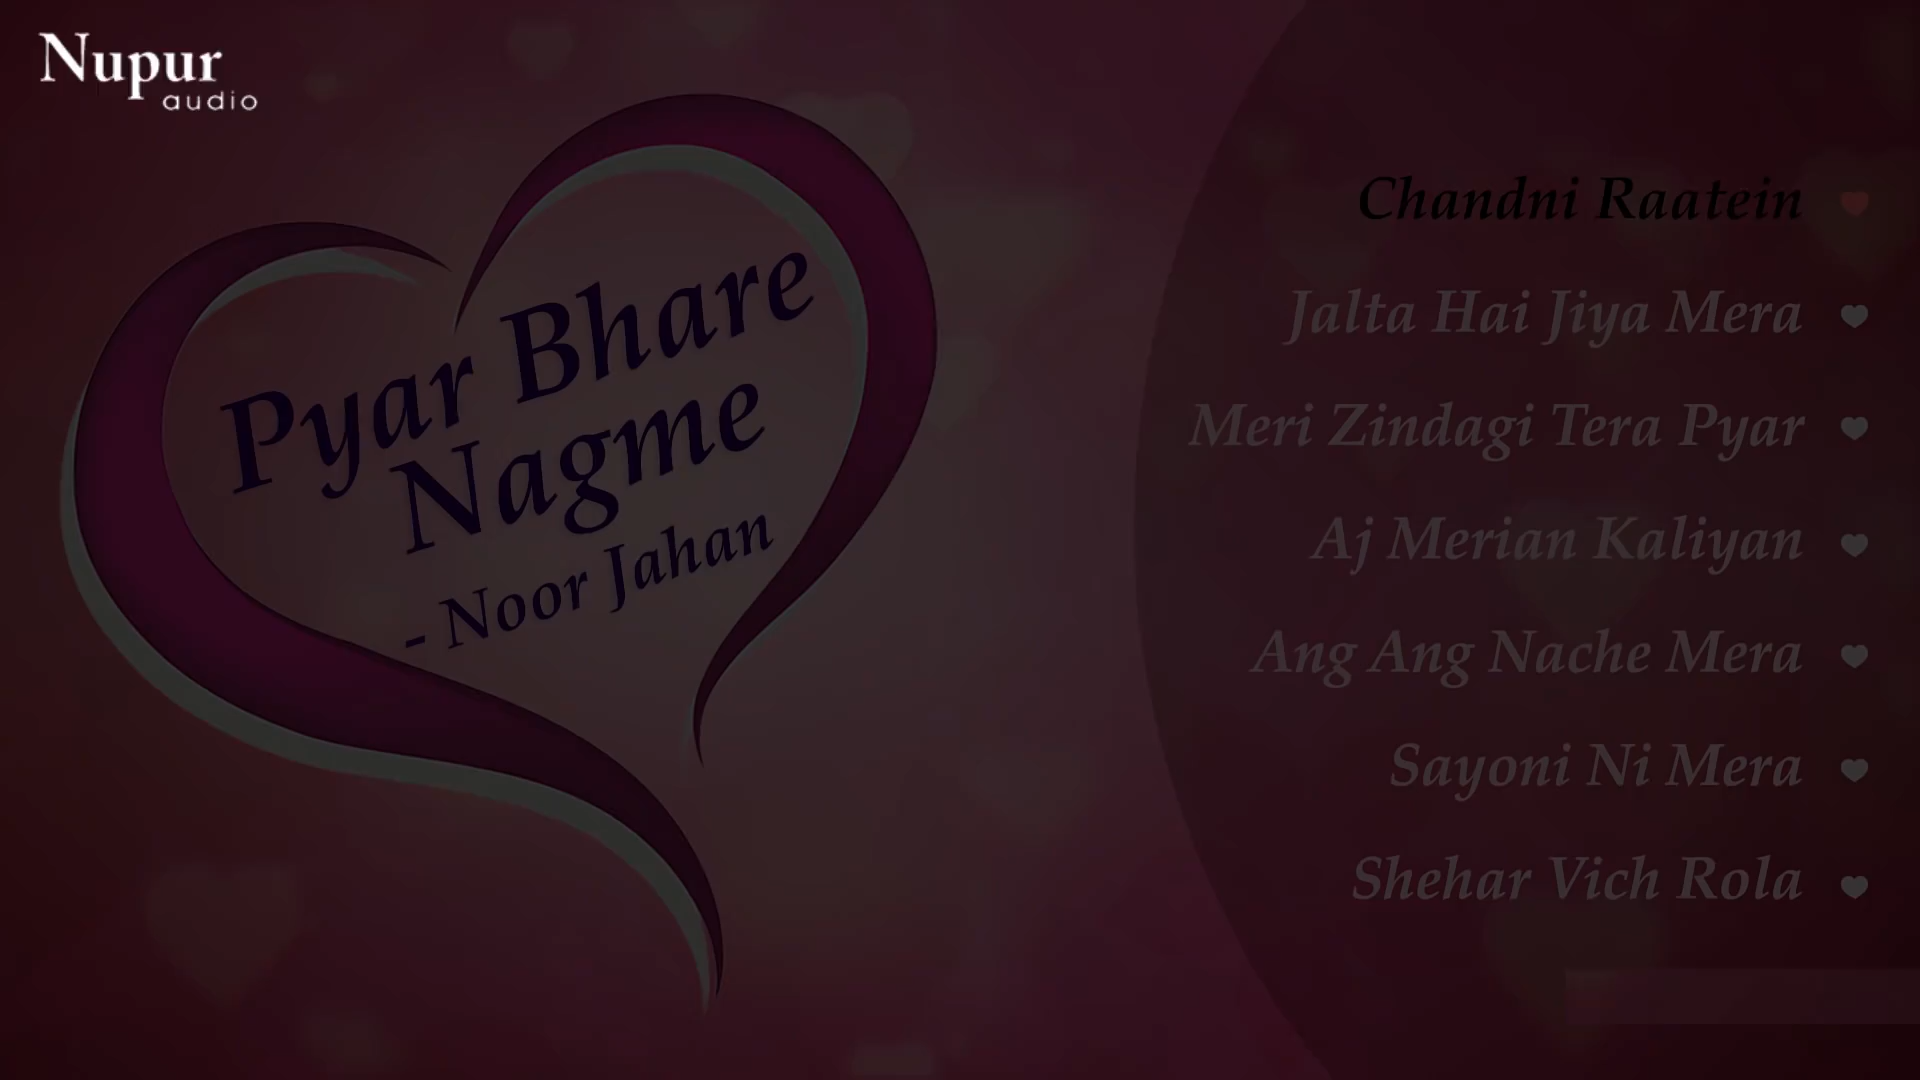 Nupur
audio
Pyar Bhare
Nagme
- Noor Jahan
Chandni Raatein
Jalta Hai Jiya Mera
Meri Zindagi Tera Pyar
Aj Merian Kaliyan
Ang Ang Nache Mera
Sayoni Ni Mera
Shehar Vich Rola